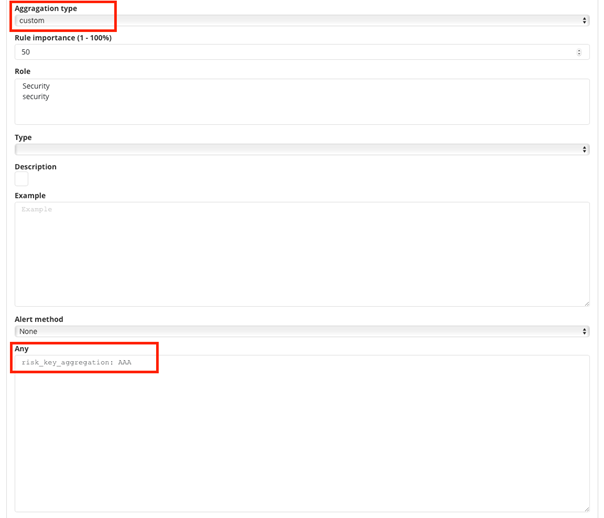 Aggragation type
custom
Rule importance (1 - 100%)
50
Role
Security
security
Type
Description
Example
Example
Alert method
None
Any
risk_key_aggregation: AAA